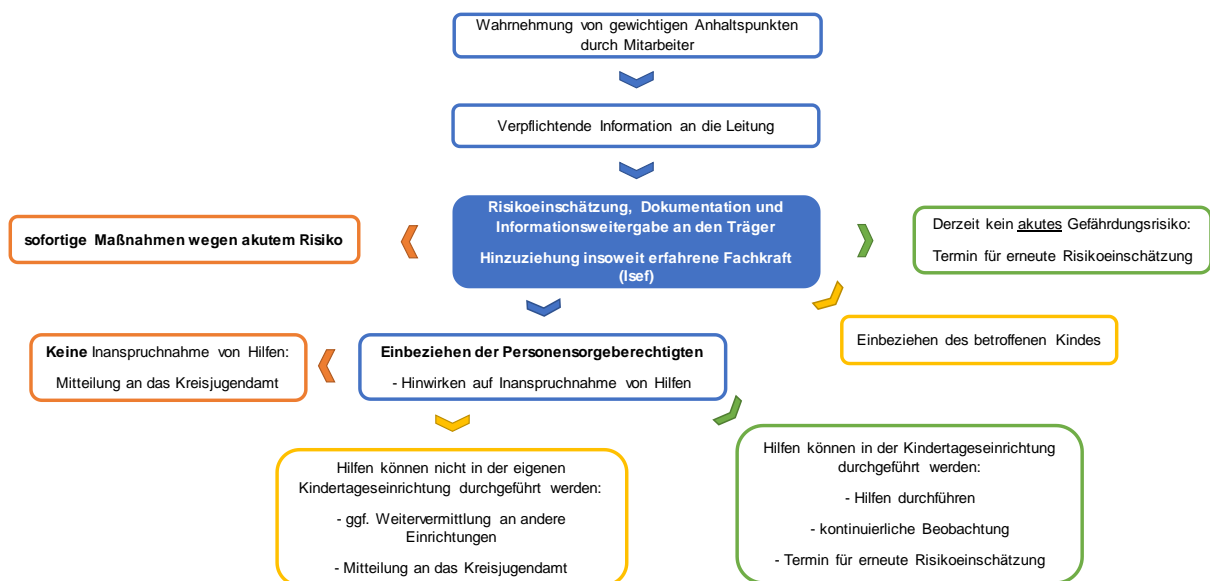 Wahrnehmung von gewichtigen Anhaltspunkten
durch Mitarbeiter
Verpflichtende Information an die Leitung
Risikoeinschätzung, Dokumentation und
Informationsweitergabe an den Träger
Hinzuziehung insoweit erfahrene Fachkraft
(Isef)
sofortige Maßnahmen wegen akutem Risiko
Derzeit kein akutes Gefährdungsrisiko:
Termin für erneute Risikoeinschätzung
Einbeziehen des betroffenen Kindes
Keine Inanspruchnahme von Hilfen:
Mitteilung an das Kreisjugendamt
Einbeziehen der Personensorgeberechtigten
- Hinwirken auf Inanspruchnahme von Hilfen
Hilfen können nicht in der eigenen
Kindertageseinrichtung durchgeführt werden:
- ggf. Weitervermittlung an andere
Einrichtungen
- Mitteilung an das Kreisjugendamt
Hilfen können in der Kindertageseinrichtung
durchgeführt werden:
- Hilfen durchführen
- kontinuierliche Beobachtung
- Termin für erneute Risikoeinschätzung